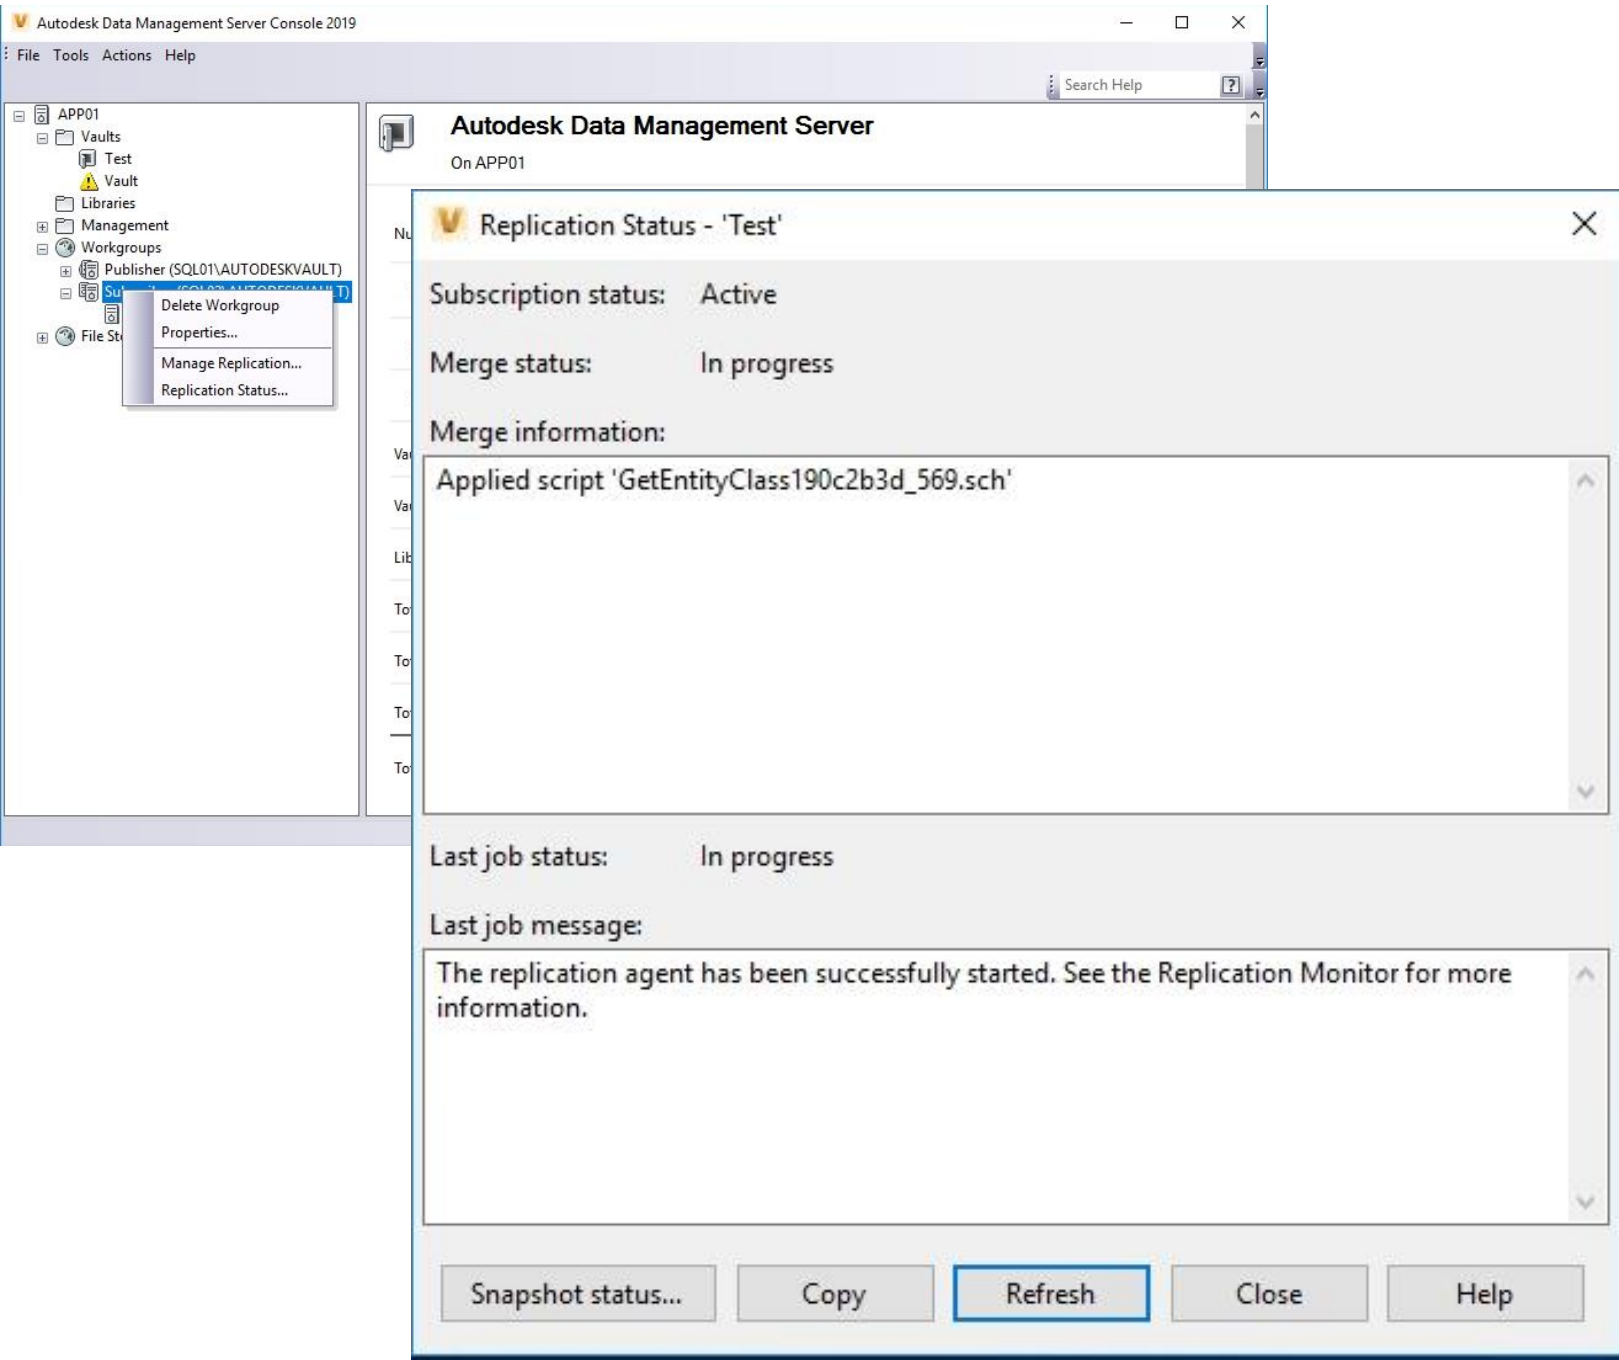 Autodesk Data Management Server Console 2019
File Tools Actions Help
Search Help
APP01
Vaults
Test
Vault
Libraries
Management
Workgroups
Publisher (SQL01\AUTODESKVAULT)
File
Delete Workgroup
Properties...
Manage Replication...
Replication Status...
Autodesk Data Management Server
On APP01
Replication Status - 'Test'
Subscription status: Active
Merge status: In progress
Merge information:
Applied script 'GetEntityClass190c2b3d_569.sch'
Last job status: In progress
Last job message:
The replication agent has been successfully started. See the Replication Monitor for more
information.
Snapshot status... Copy Refresh Close Help